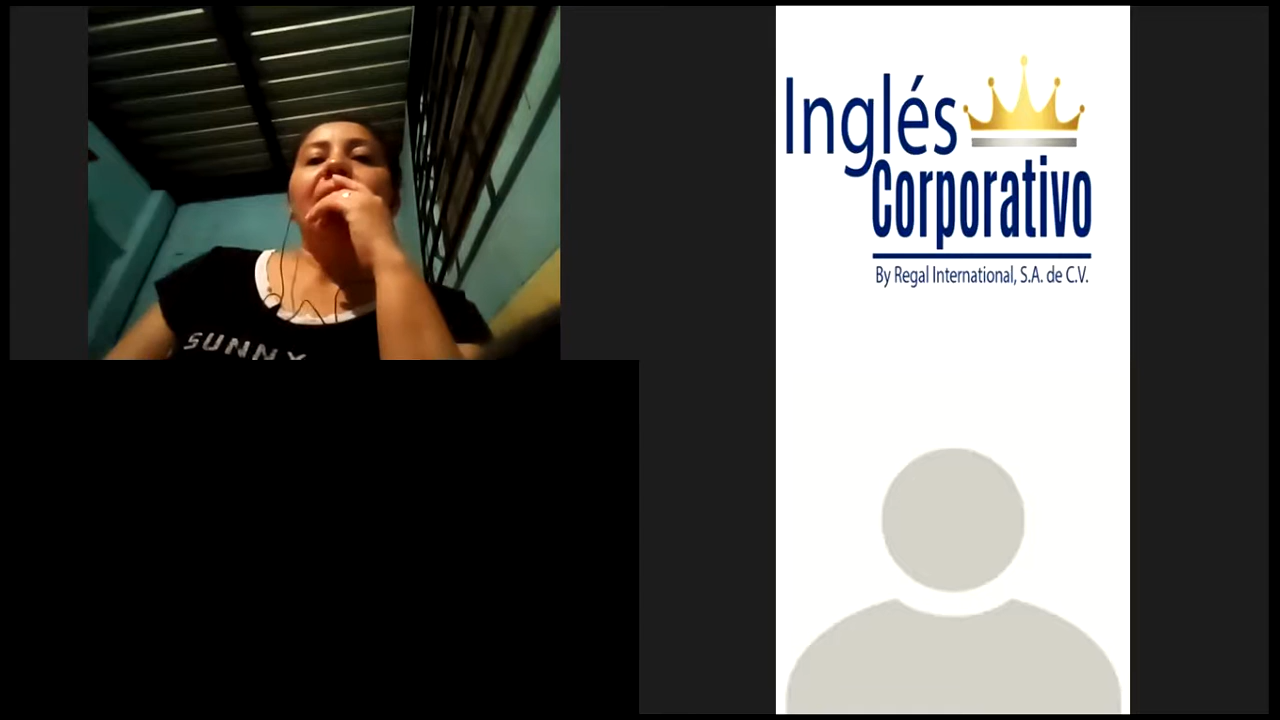 SUNNY
Inglés
Corporativo
By Regal International, S.A. de C.V.